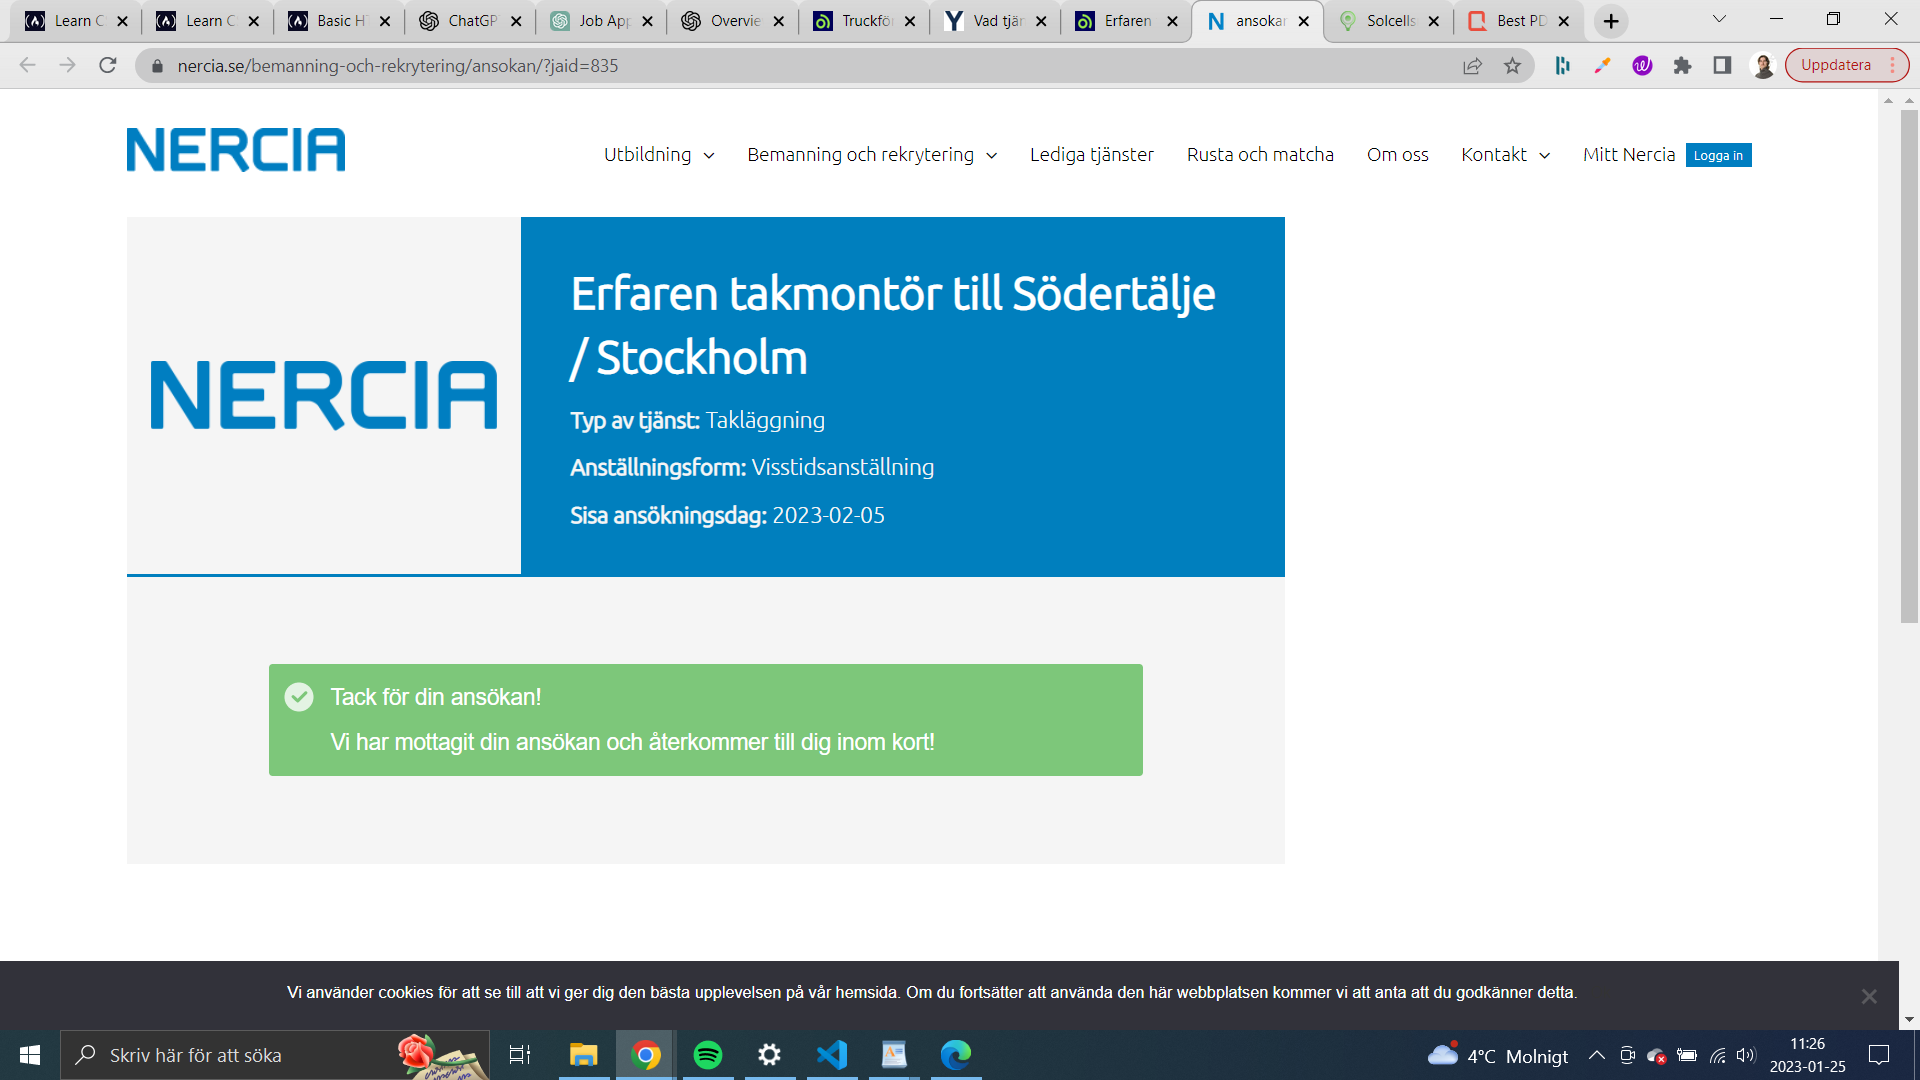 Learn C
Learn C
Basic HT
ChatGP
Job App
Overvie
Truckför
Vad tjän
Erfaren
ansokan
Solcells
Best PD
nercia.se/bemanning-och-rekrytering/ansokan/?jaid=835
Uppdatera
NERCIA
Utbildning
Bemanning och rekrytering
Lediga tjänster
Rusta och matcha
Om oss
Kontakt
Mitt Nercia
Logga in
NERCIA
Erfaren takmontör till Södertälje
/ Stockholm
Typ av tjänst: Takläggning
Anställningsform: Visstidsanställning
Sisa ansökningsdag: 2023-02-05
Tack för din ansökan!
Vi har mottagit din ansökan och återkommer till dig inom kort!
Vi använder cookies för att se till att vi ger dig den bästa upplevelsen på vår hemsida. Om du fortsätter att använda den här webbplatsen kommer vi att anta att du godkänner detta.
Skriv här för att söka
4°C Molnigt
11:26
2023-01-25